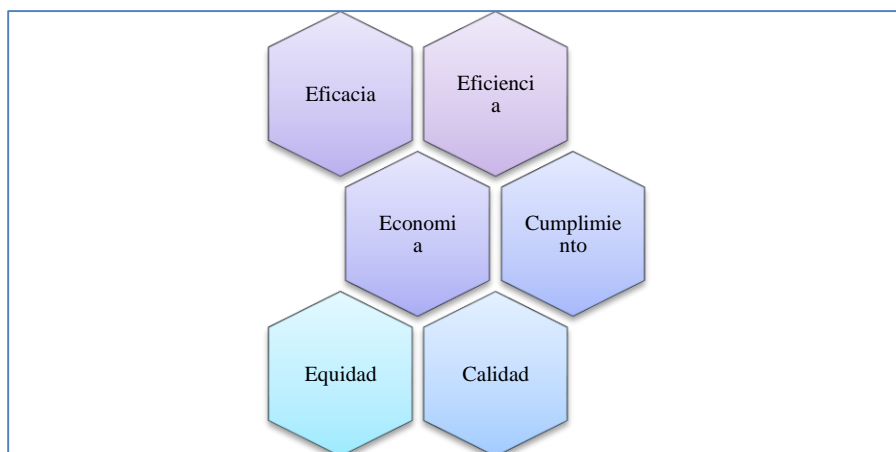 Eficacia
Eficienci
a
Economi
a
Cumplimie
nto
Equidad
Calidad